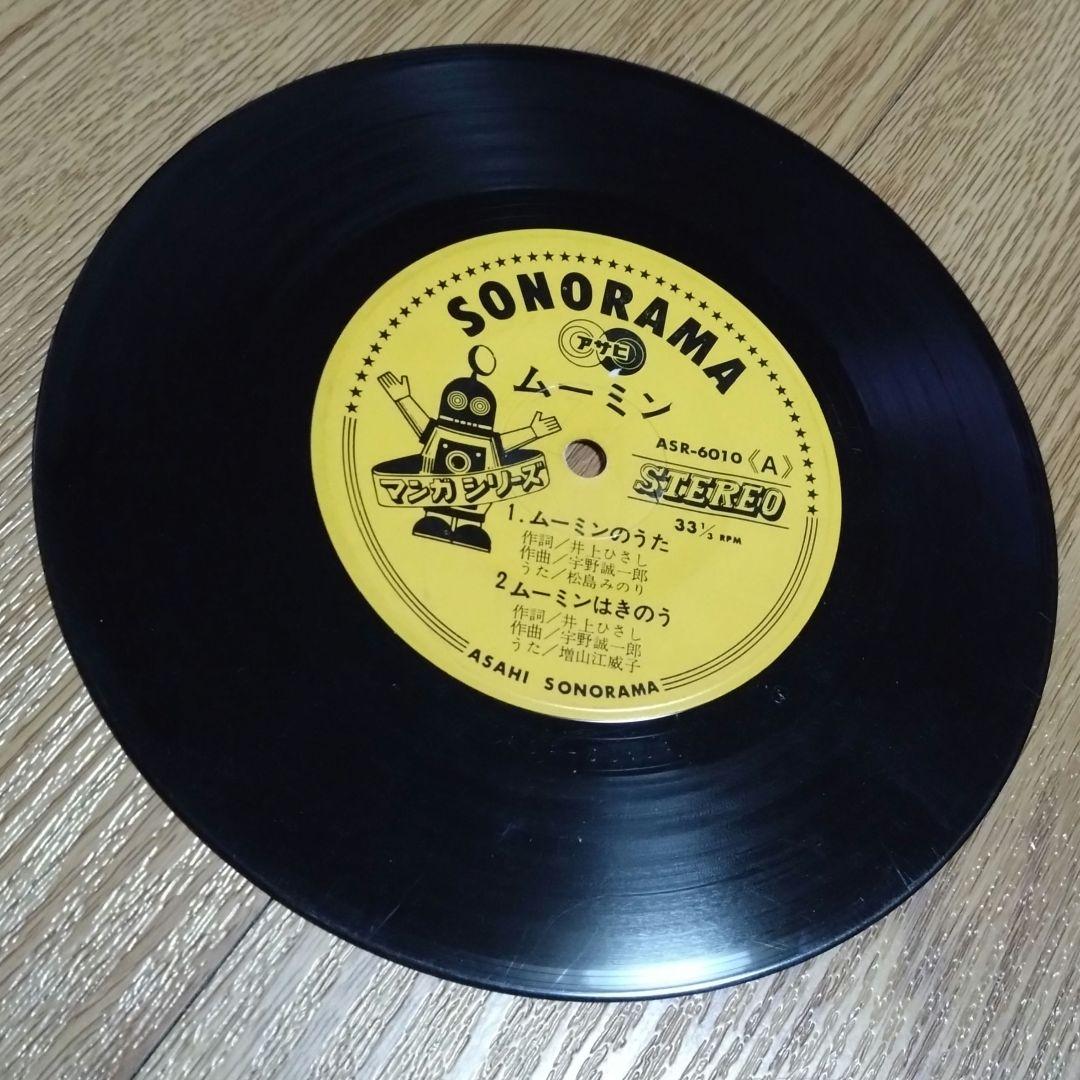 SONORAMA
アサヒ
ムーミン
ASR-6010《A》
マンガシリーズ
STEREO
33⅓ RPM
1. ムーミンのうた
作詞/井上ひさし
作曲/宇野誠一郎
うた/松島みのり
2 ムーミンはきのう
作詞/井上ひさし
作曲/宇野誠一郎
うた/増山江威子
ASAHI SONORAMA